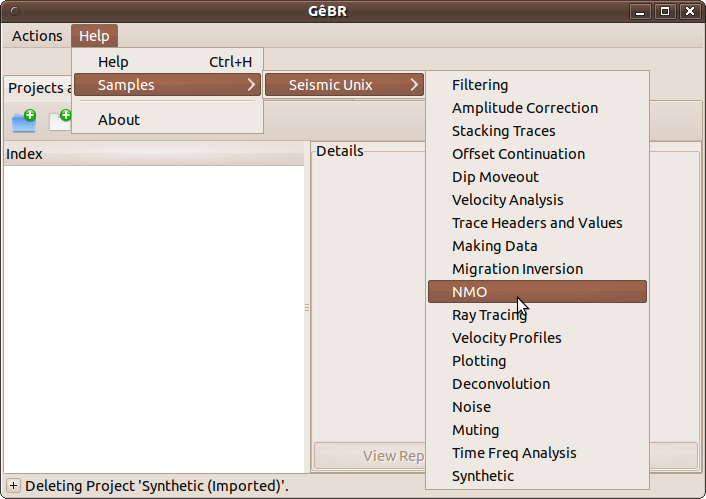 GêBR
Actions Help
Help Ctrl+H
Samples
About
Seismic Unix
Filtering
Amplitude Correction
Stacking Traces
Offset Continuation
Dip Moveout
Velocity Analysis
Trace Headers and Values
Making Data
Migration Inversion
NMO
Ray Tracing
Velocity Profiles
Plotting
Deconvolution
Noise
Muting
Time Freq Analysis
Synthetic
Projects a
Index
Details
View Rep
Deleting Project 'Synthetic (Imported)'.